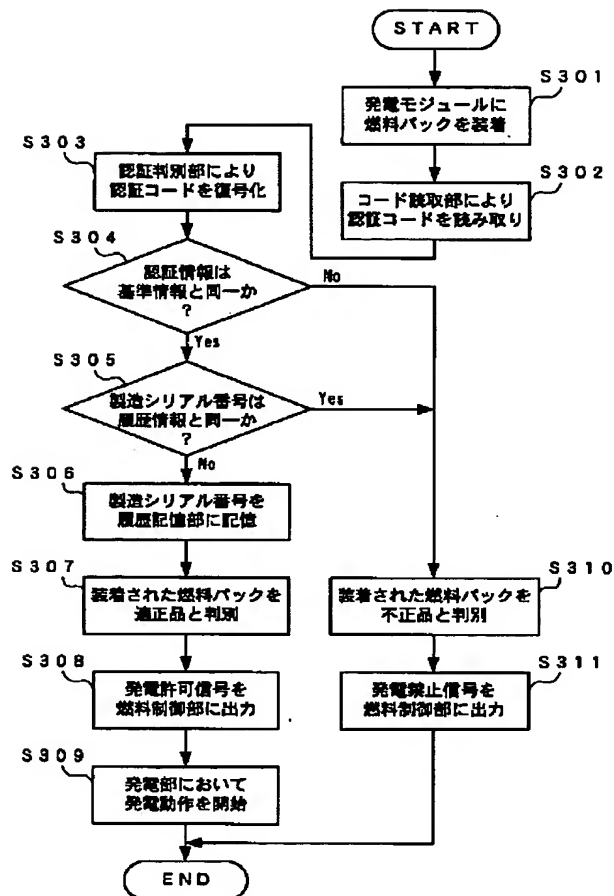 START
S301
発電モジュールに
燃料パックを装着
S302
コード読取部により
認証コードを読み取り
S303
認証判別部により
認証コードを復号化
S304
認証情報は
基準情報と同一か
?
No
Yes
S305
製造シリアル番号は
履歴情報と同一か
?
Yes
No
S306
製造シリアル番号を
履歴記憶部に記憶
S307
装着された燃料パックを
適正品と判別
S308
発電許可信号を
燃料制御部に出力
S309
発電部において
発電動作を開始
S310
装着された燃料パックを
不正品と判別
S311
発電禁止信号を
燃料制御部に出力
END